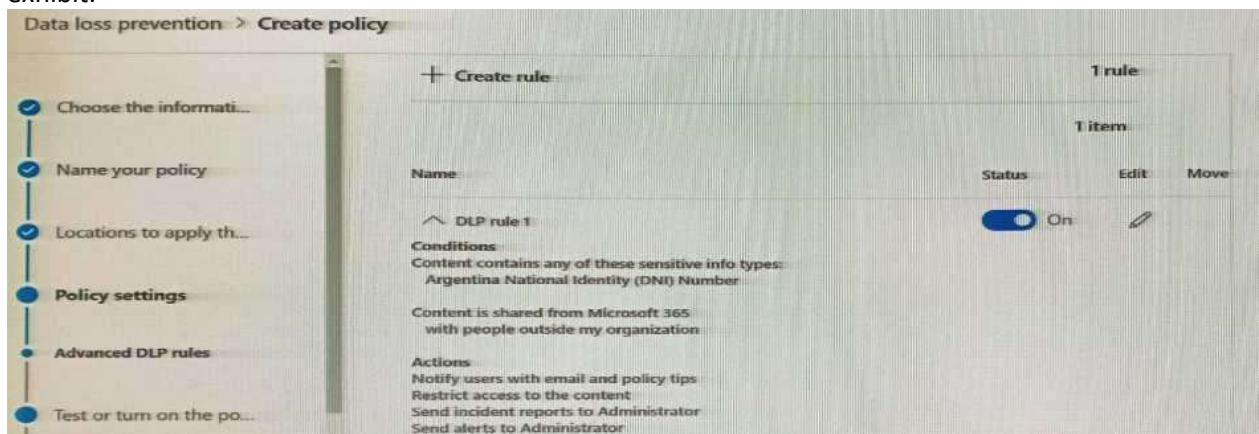 exhibit.
Data loss prevention > Create policy
+ Create rule
1 rule
1 item
Choose the informati...
Name your policy
Locations to apply th...
Policy settings
Advanced DLP rules
Test or turn on the po...
Name
Status
Edit
Move
DLP rule 1
On
Conditions
Content contains any of these sensitive info types:
Argentina National Identity (DNI) Number
Content is shared from Microsoft 365
with people outside my organization
Actions
Notify users with email and policy tips
Restrict access to the content
Send incident reports to Administrator
Send alerts to Administrator